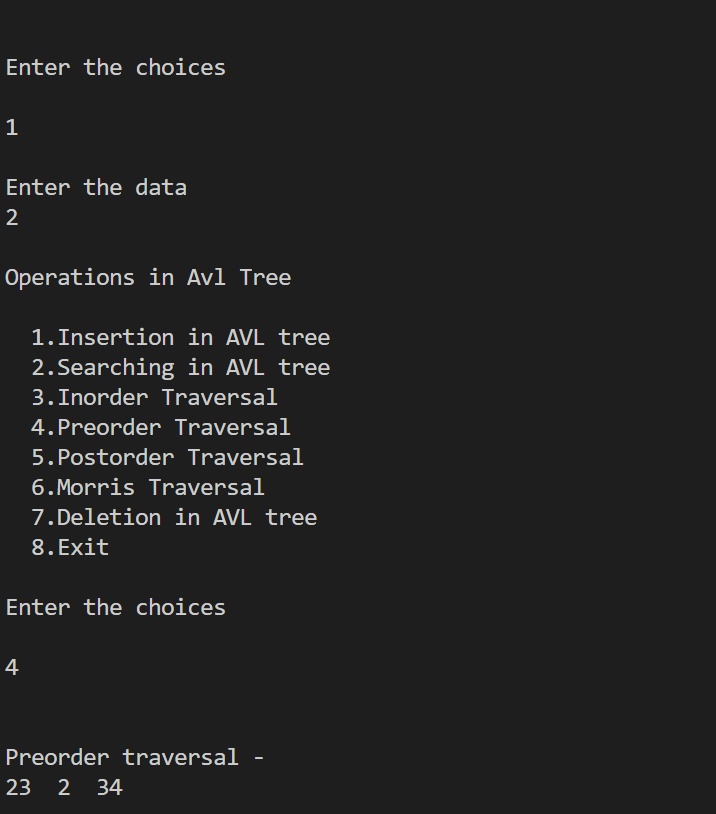 Enter the choices
1
Enter the data
2
Operations in Avl Tree
1.Insertion in AVL tree
2.Searching in AVL tree
3.Inorder Traversal
4.Preorder Traversal
5.Postorder Traversal
6.Morris Traversal
7.Deletion in AVL tree
8.Exit
Enter the choices
4
Preorder traversal -
23  2  34